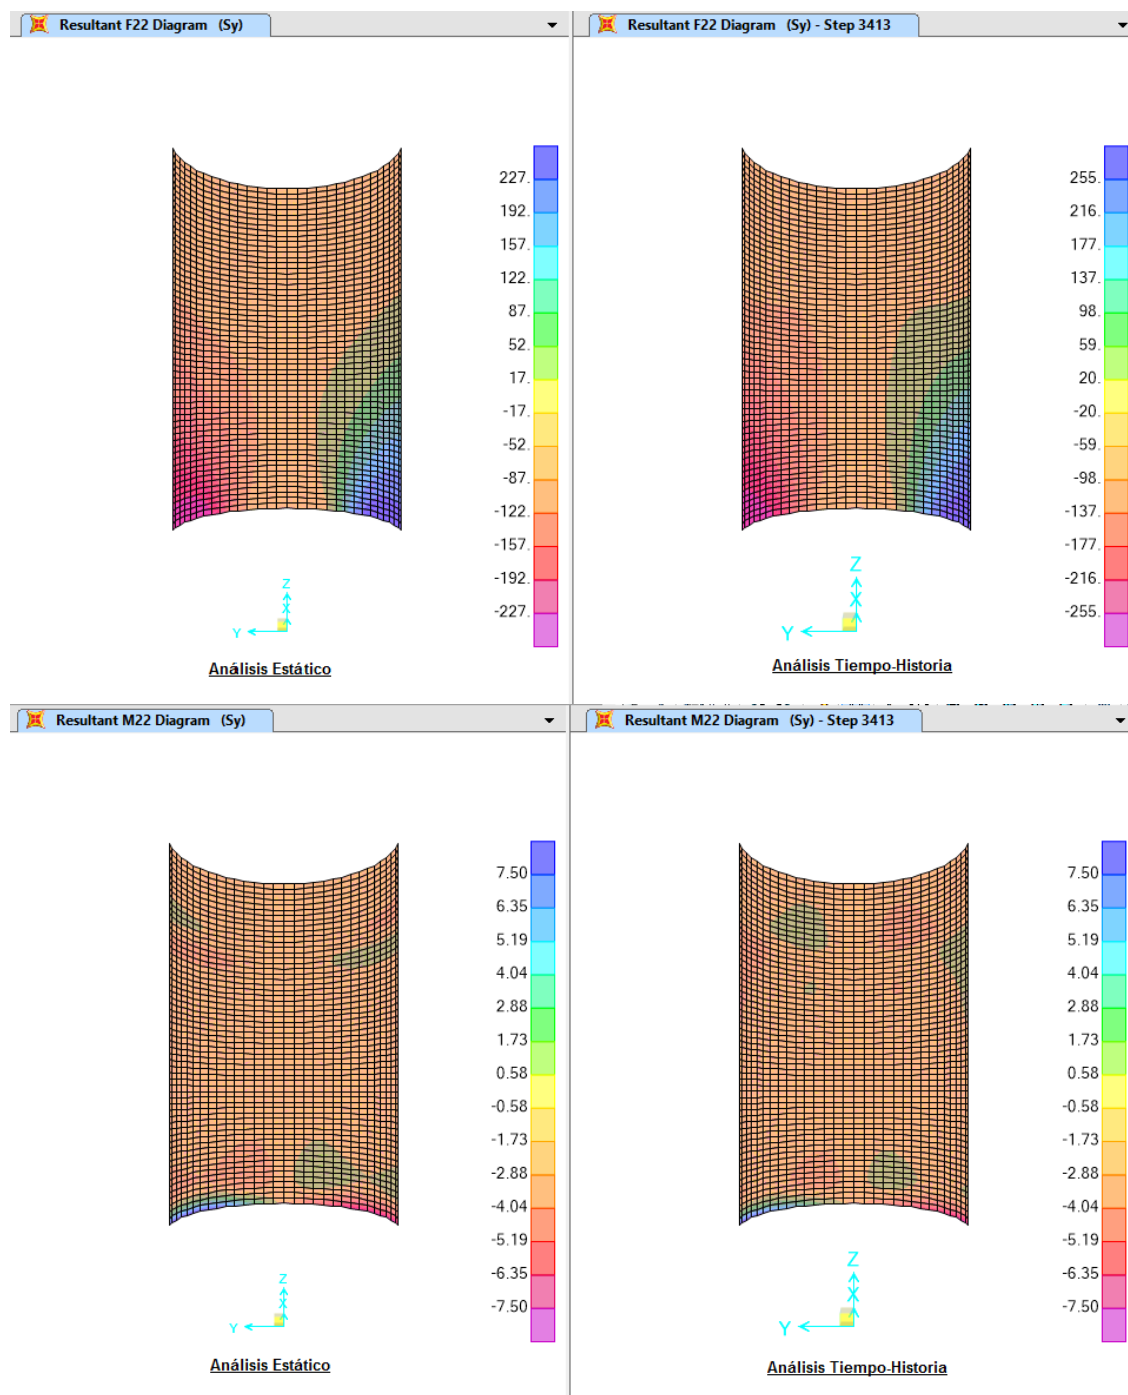 Resultant F22 Diagram (Sy)
227.
192.
157.
122.
87.
52.
17.
-17.
-52.
-87.
-122.
-157.
-192.
-227.
Z
X
Y
Análisis Estático
Resultant F22 Diagram (Sy) - Step 3413
255.
216.
177.
137.
98.
59.
20.
-20.
-59.
-98.
-137.
-177.
-216.
-255.
Z
X
Y
Análisis Tiempo-Historia
Resultant M22 Diagram (Sy)
7.50
6.35
5.19
4.04
2.88
1.73
0.58
-0.58
-1.73
-2.88
-4.04
-5.19
-6.35
-7.50
Z
X
Y
Análisis Estático
Resultant M22 Diagram (Sy) - Step 3413
7.50
6.35
5.19
4.04
2.88
1.73
0.58
-0.58
-1.73
-2.88
-4.04
-5.19
-6.35
-7.50
Z
X
Y
Análisis Tiempo-Historia